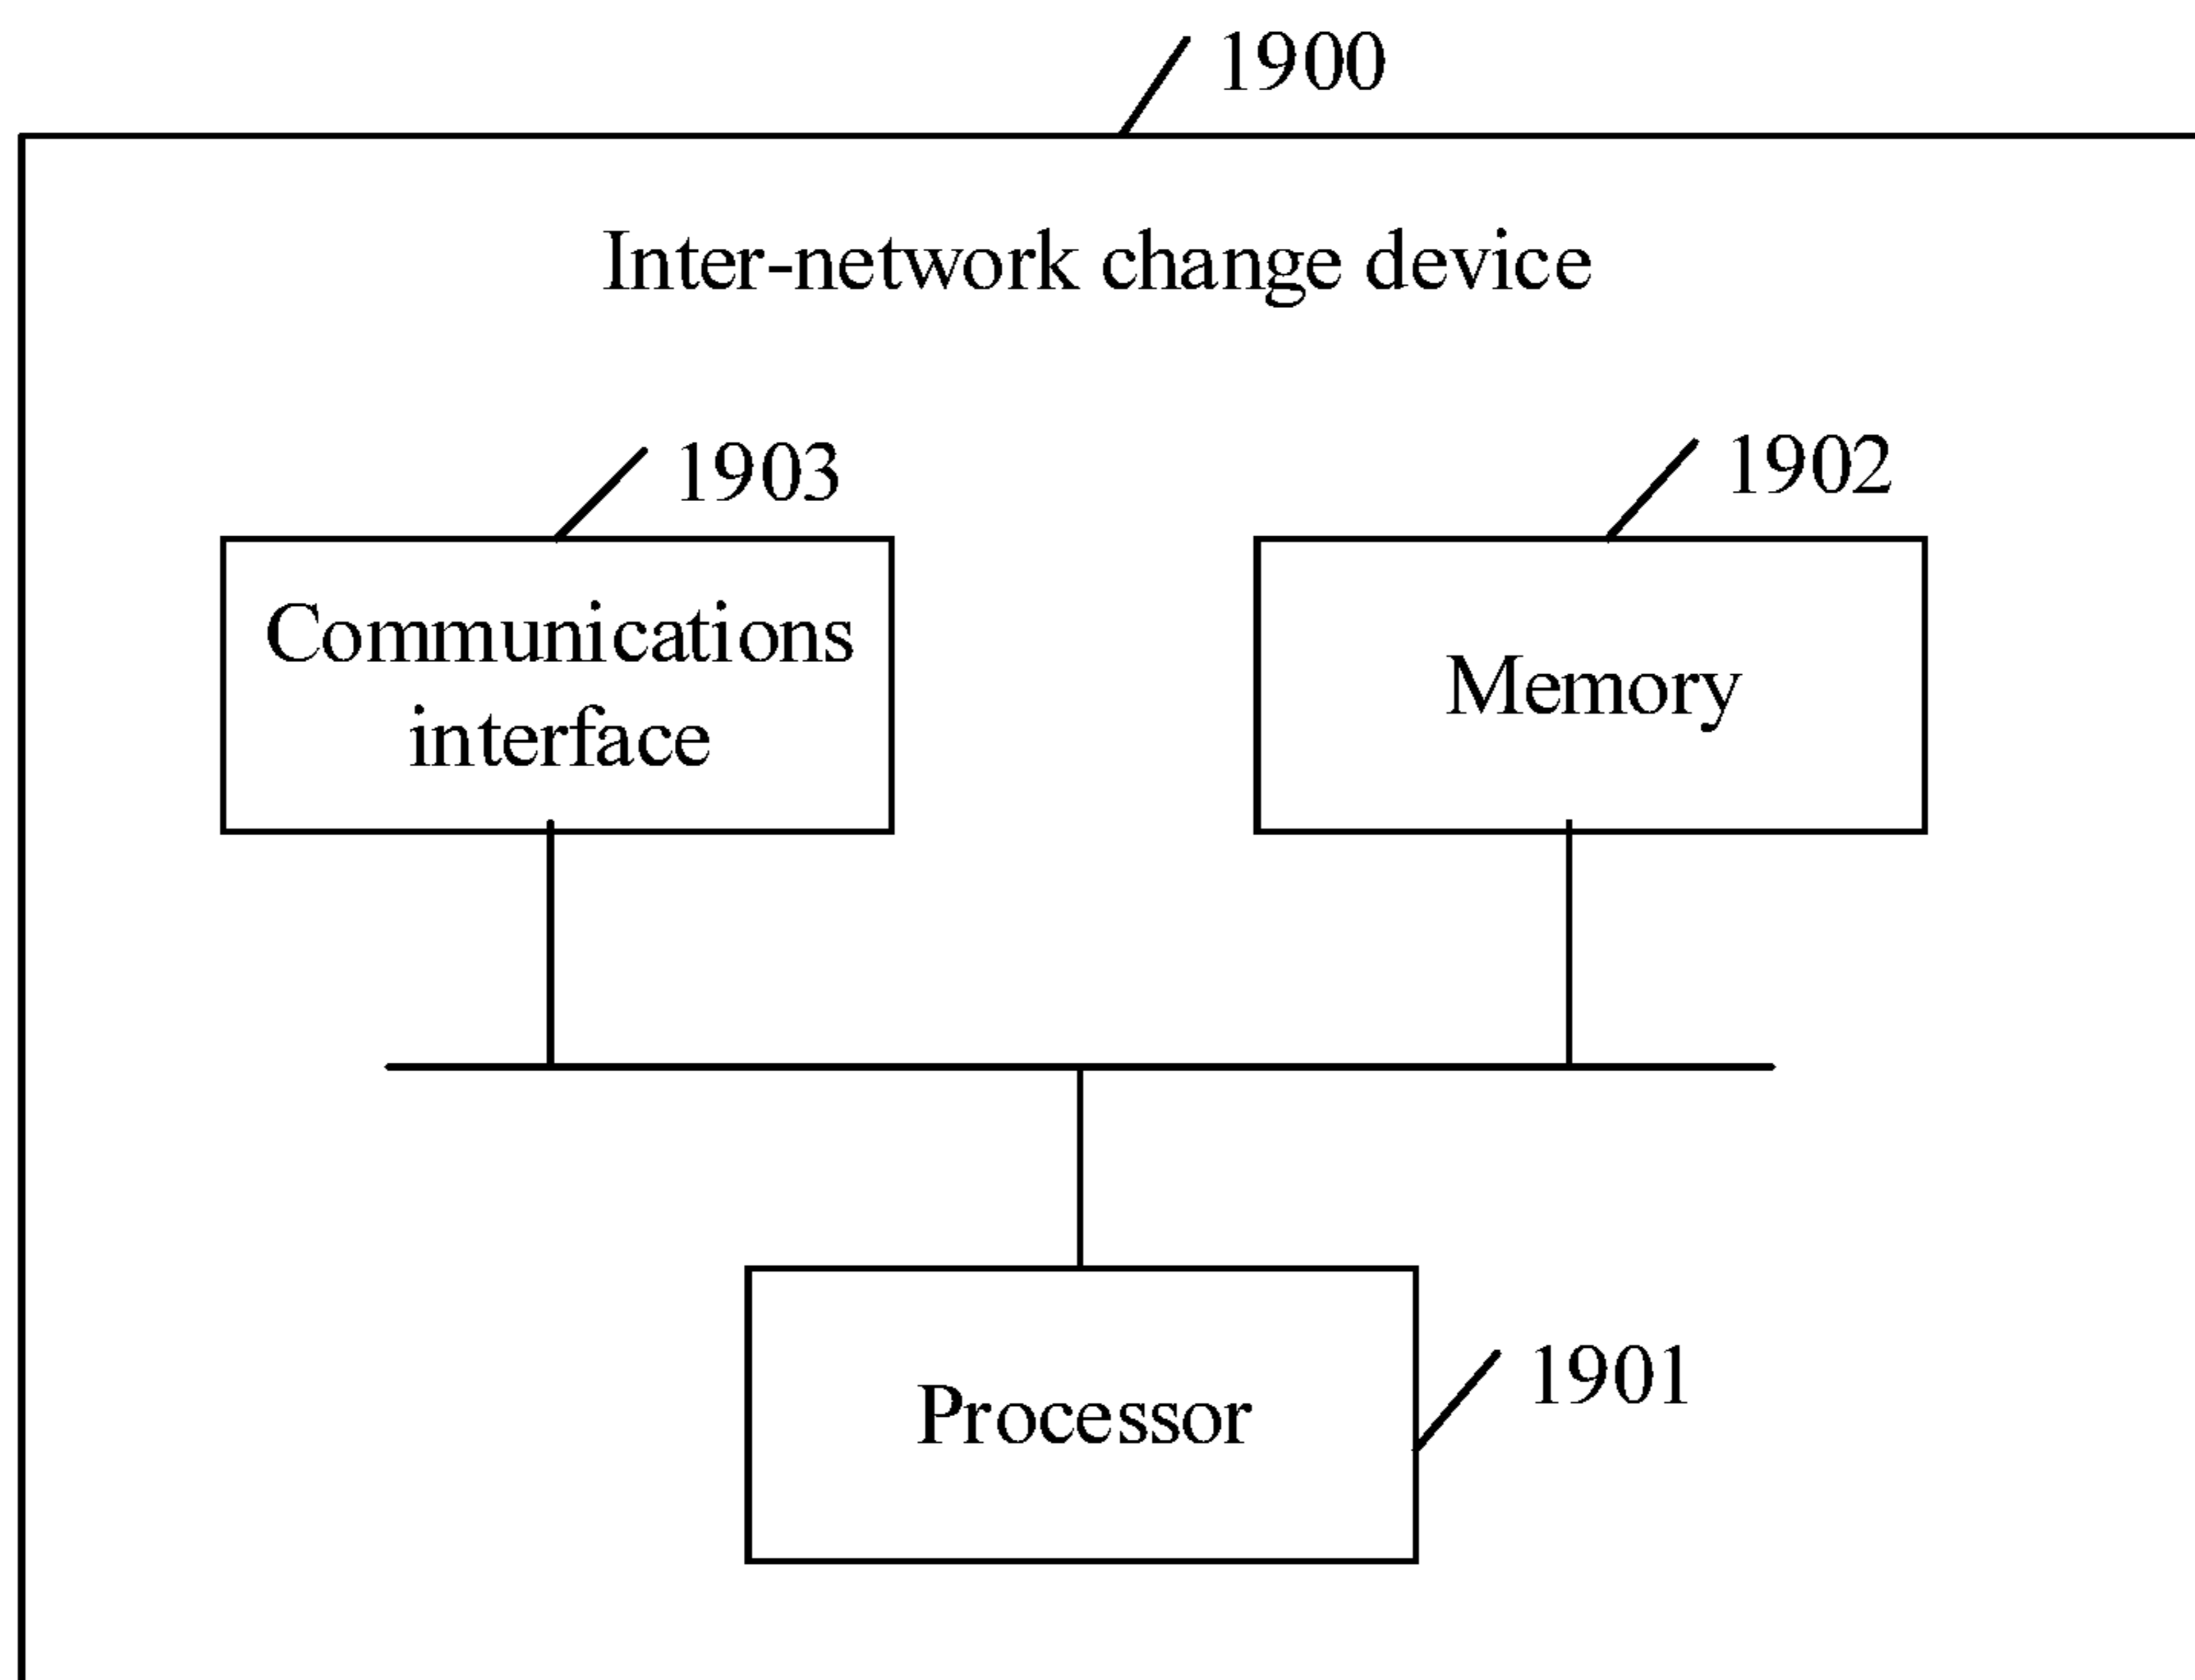 1900
Inter-network change device
1903
1902
Communications
interface
Memory
Processor
1901